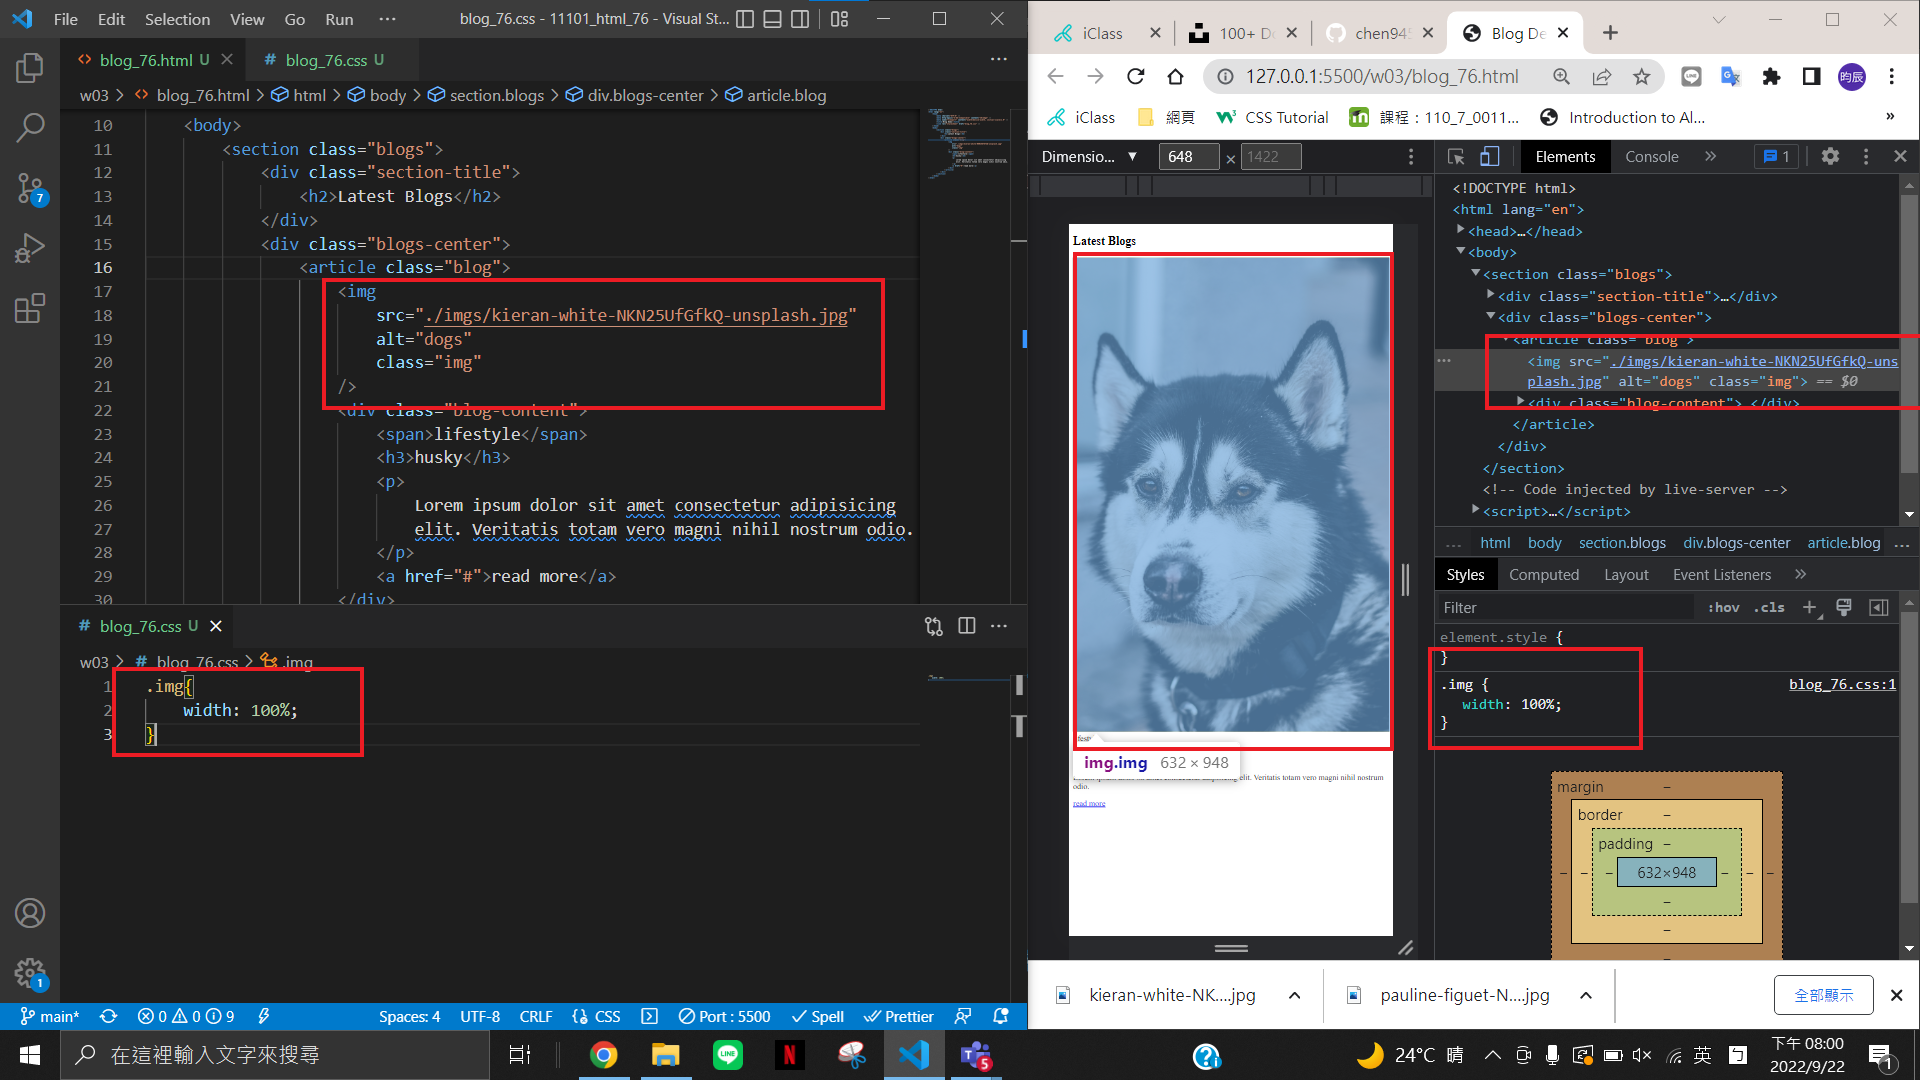 File Edit Selection View Go Run ··· blog_76.css - 11101_html_76 - Visual St...
blog_76.html U
# blog_76.css U
w03 > blog_76.html > html > body > section.blogs > div.blogs-center > article.blog
10 <body>
11 <section class="blogs">
12 <div class="section-title">
13 <h2>Latest Blogs</h2>
14 </div>
15 <div class="blogs-center">
16 <article class="blog">
17 <img
18 src="./imgs/kieran-white-NKN25UfGfkQ-unsplash.jpg"
19 alt="dogs"
20 class="img"
21 />
22 <div class="blog-content">
23 <span>lifestyle</span>
24 <h3>husky</h3>
25 <p>
26 Lorem ipsum dolor sit amet consectetur adipisicing
27 elit. Veritatis totam vero magni nihil nostrum odio.
28 </p>
29 <a href="#">read more</a>
30 </div>
# blog_76.css U
w03 > # blog_76.css > .img
1 .img{
2 width: 100%;
3 }
main* 0 0 9 Spaces: 4 UTF-8 CRLF CSS Port : 5500 Spell Prettier
7
1
iClass
100+ D
chen945
Blog De
127.0.0.1:5500/w03/blog_76.html
昀辰
iClass 網頁 CSS Tutorial 課程：110_7_0011... Introduction to Al... »
Dimensio... ▼ 648 × 1422
Elements Console » 1
Latest Blogs
img.img 632 × 948
elit. Veritatis totam vero magni nihil nostrum
odio.
read more
<!DOCTYPE html>
<html lang="en">
<head>…</head>
<body>
<section class="blogs">
<div class="section-title">…</div>
<div class="blogs-center">
<article class="blog">
<img src="./imgs/kieran-white-NKN25UfGfkQ-uns
plash.jpg" alt="dogs" class="img"> == $0
<div class="blog-content">…</div>
</article>
</div>
</section>
<!-- Code injected by live-server -->
<script>…</script>
... html body section.blogs div.blogs-center article.blog ...
Styles Computed Layout Event Listeners »
Filter :hov .cls +
element.style {
}
.img { blog_76.css:1
width: 100%;
}
margin –
border –
padding –
– – – 632×948 – – –
–
–
–
kieran-white-NK....jpg
pauline-figuet-N....jpg
全部顯示
在這裡輸入文字來搜尋
LINE
N
5
24°C 晴
英
下午 08:00
2022/9/22
1